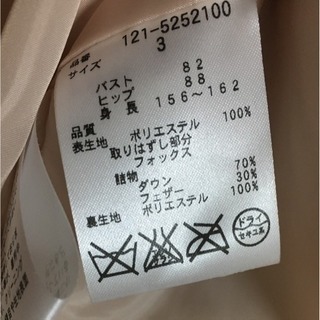 品番 121-5252100
サイズ 3
バスト 82
ヒップ 88
身長 156～162
品質
表生地 ポリエステル 100%
取りはずし部分
フォックス
詰物
ダウン 70%
フェザー 30%
裏生地 ポリエステル 100%
ドライ
セキユ系